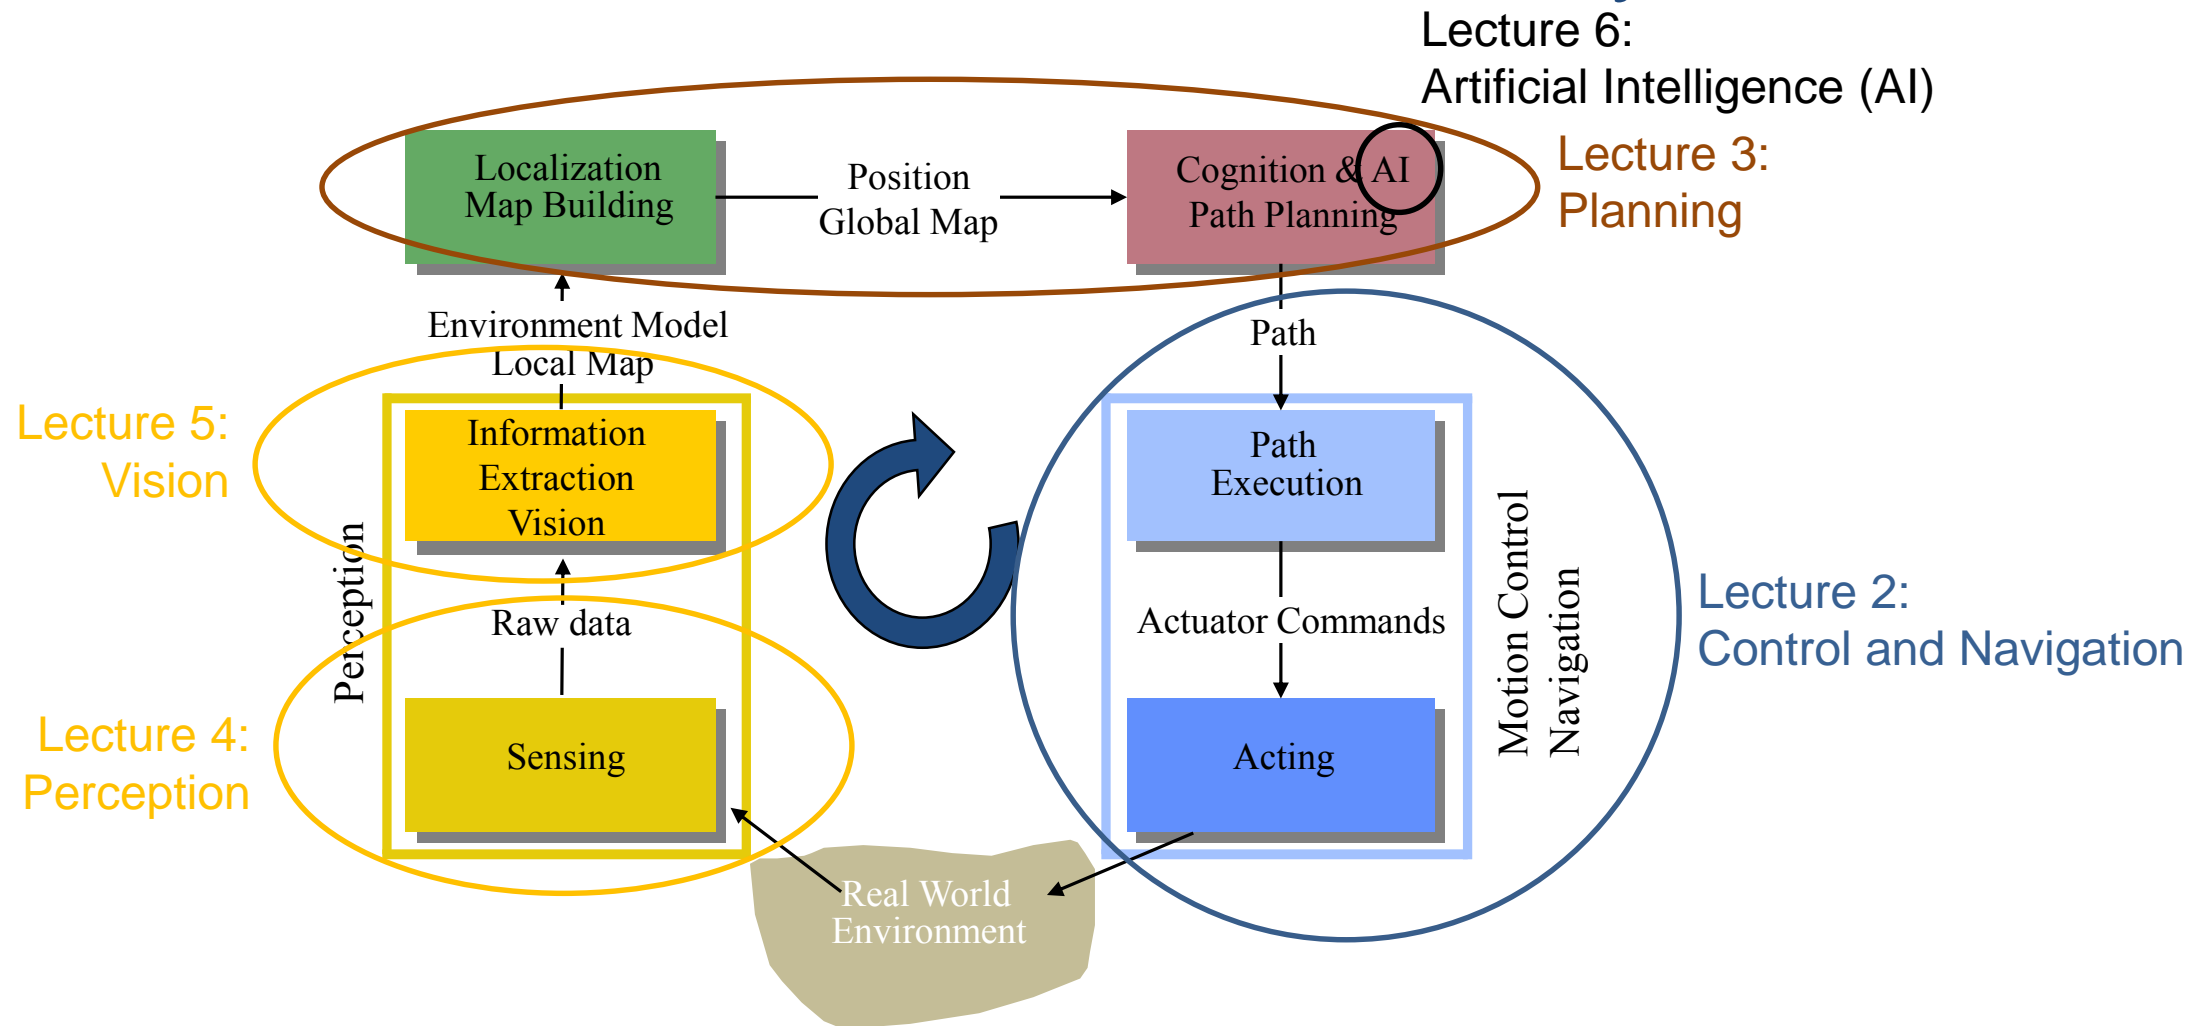 Lecture 6:
Artificial Intelligence (AI)
Lecture 3:
Planning
Localization
Map Building
Position
Global Map
Cognition & AI
Path Planning
Environment Model
Local Map
Path
Lecture 5:
Vision
Information
Extraction
Vision
Path
Execution
Perception
Raw data
Actuator Commands
Motion Control
Navigation
Lecture 2:
Control and Navigation
Lecture 4:
Perception
Sensing
Acting
Real World
Environment